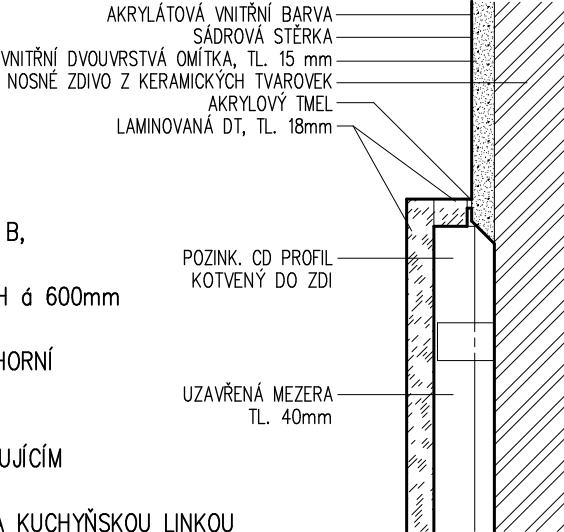 AKRYLÁTOVÁ VNITŘNÍ BARVA
SÁDROVÁ STĚRKA
VNITŘNÍ DVOUVRSTVÁ OMÍTKA, TL. 15 mm
NOSNÉ ZDIVO Z KERAMICKÝCH TVAROVEK
AKRYLOVÝ TMEL
LAMINOVANÁ DT, TL. 18mm
B,
POZINK. CD PROFIL
KOTVENÝ DO ZDI
H á 600mm
HORNÍ
UZAVŘENÁ MEZERA
TL. 40mm
UJÍCÍM
A KUCHYŇSKOU LINKOU